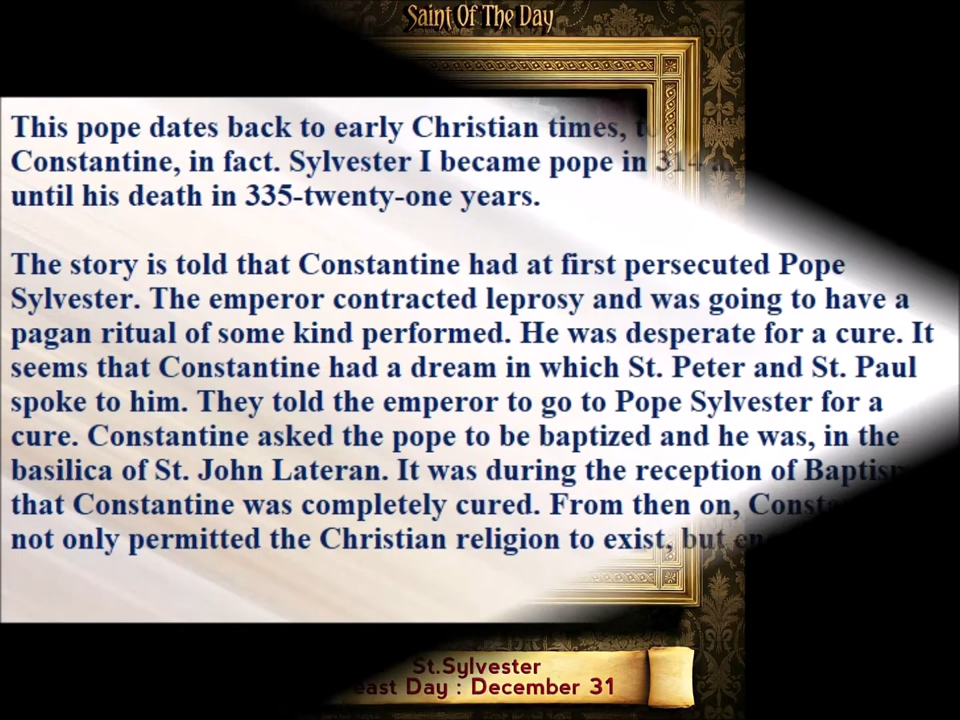 Saint Of The Day
This pope dates back to early Christian times,
Constantine, in fact. Sylvester I became pope in 314
until his death in 335-twenty-one years.
The story is told that Constantine had at first persecuted Pope
Sylvester. The emperor contracted leprosy and was going to have a
pagan ritual of some kind performed. He was desperate for a cure. It
seems that Constantine had a dream in which St. Peter and St. Paul
spoke to him. They told the emperor to go to Pope Sylvester for a
cure. Constantine asked the pope to be baptized and he was, in the
basilica of St. John Lateran. It was during the reception of Baptism
that Constantine was completely cured. From then on,
not only permitted the Christian religion to exist, but
St.Sylvester
Day : December 31